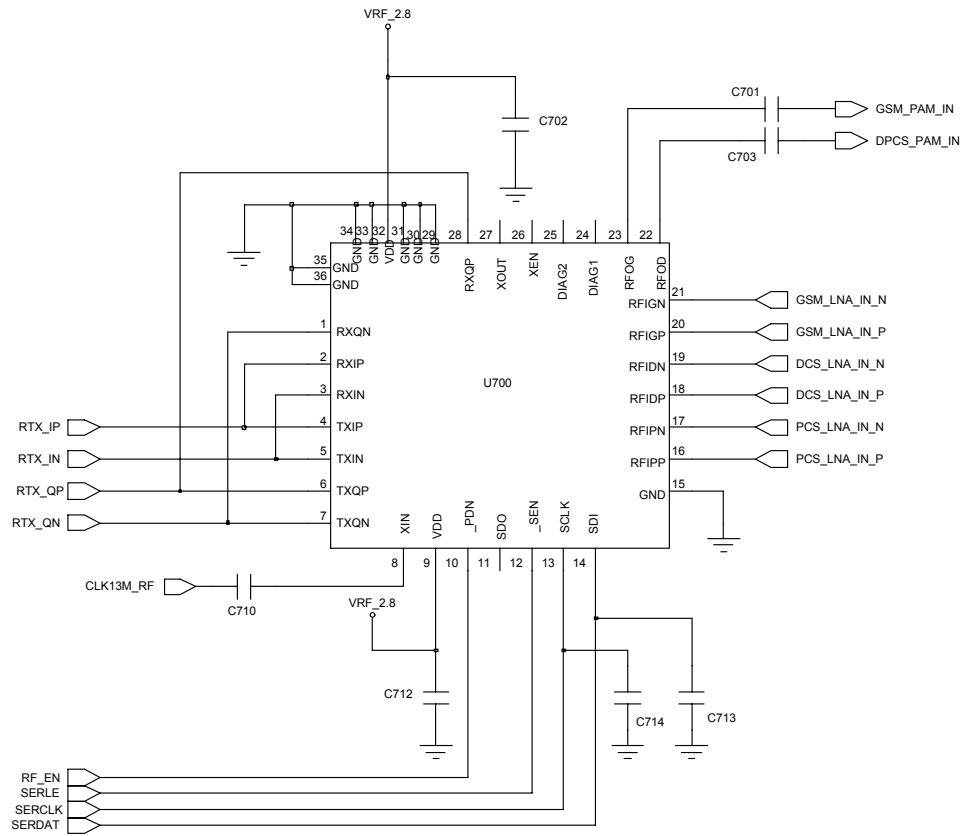 VRF_2.8
C702
C701
GSM_PAM_IN
C703
DPCS_PAM_IN
34 33 32 31 30 29 28 27 26 25 24 23 22
GND
GND
VDD
GND
GND
GND
RXQP
XOUT
XEN
DIAG2
DIAG1
RFOG
RFOD
35 GND
36 GND
1 RXQN
2 RXIP
3 RXIN
4 TXIP
5 TXIN
6 TXQP
7 TXQN
RTX_IP
RTX_IN
RTX_QP
RTX_QN
U700
RFIGN 21 GSM_LNA_IN_N
RFIGP 20 GSM_LNA_IN_P
RFIDN 19 DCS_LNA_IN_N
RFIDP 18 DCS_LNA_IN_P
RFIPN 17 PCS_LNA_IN_N
RFIPP 16 PCS_LNA_IN_P
GND 15
XIN
VDD
_PDN
SDO
_SEN
SCLK
SDI
8 9 10 11 12 13 14
CLK13M_RF
C710
VRF_2.8
C712
C714
C713
RF_EN
SERLE
SERCLK
SERDAT